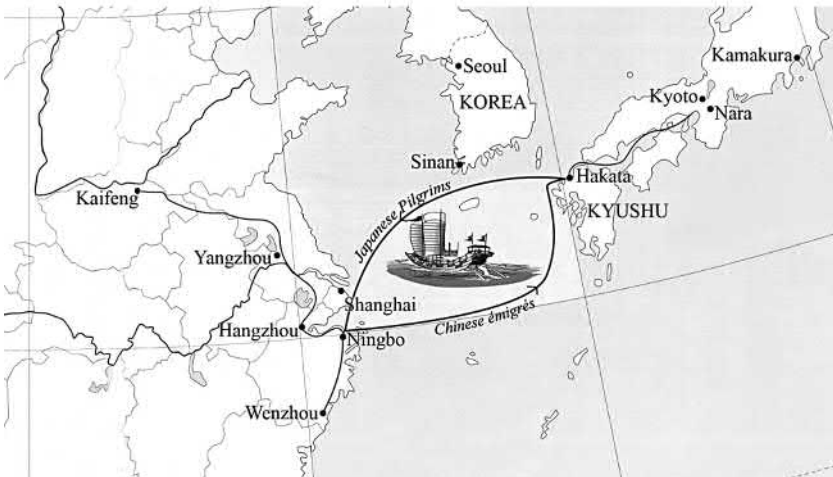 Kamakura
Seoul
Kyoto
KOREA
Nara
Sinan
Hakata
Kaifeng
Japanese Pilgrims
KYUSHU
Yangzhou
Shanghai
Hangzhou
Chinese émigrés
Ningbo
Wenzhou